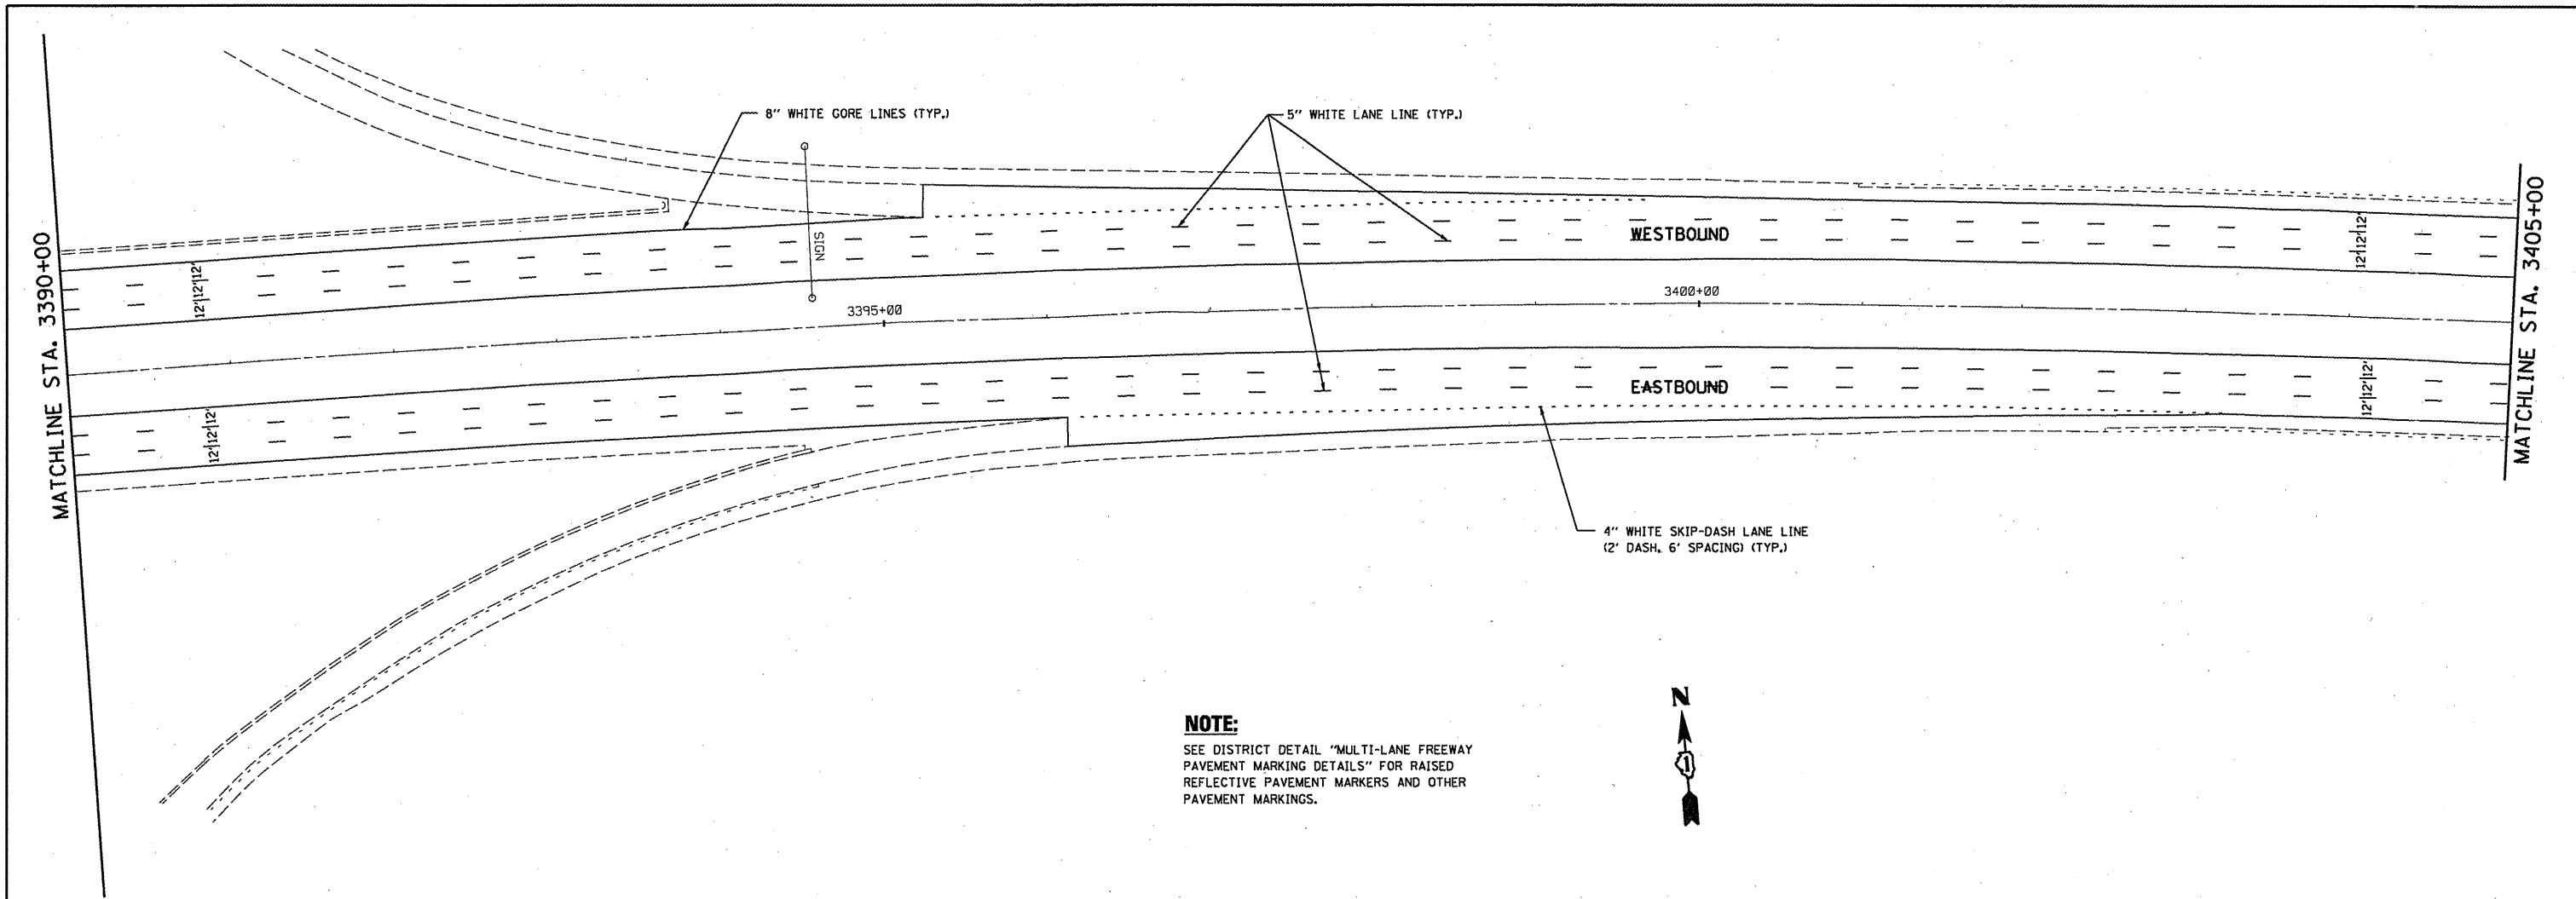 8" WHITE GORE LINES (TYP.)
5" WHITE LANE LINE (TYP.)
MATCHLINE STA. 3390+00
MATCHLINE STA. 3405+00
SIGN
WESTBOUND
12' 12' 12'
12' 12' 12'
3395+00
3400+00
EASTBOUND
12' 12' 12'
12' 12' 12'
4" WHITE SKIP-DASH LANE LINE
(2' DASH, 6' SPACING) (TYP.)
N
1
NOTE:
SEE DISTRICT DETAIL "MULTI-LANE FREEWAY
PAVEMENT MARKING DETAILS" FOR RAISED
REFLECTIVE PAVEMENT MARKERS AND OTHER
PAVEMENT MARKINGS.